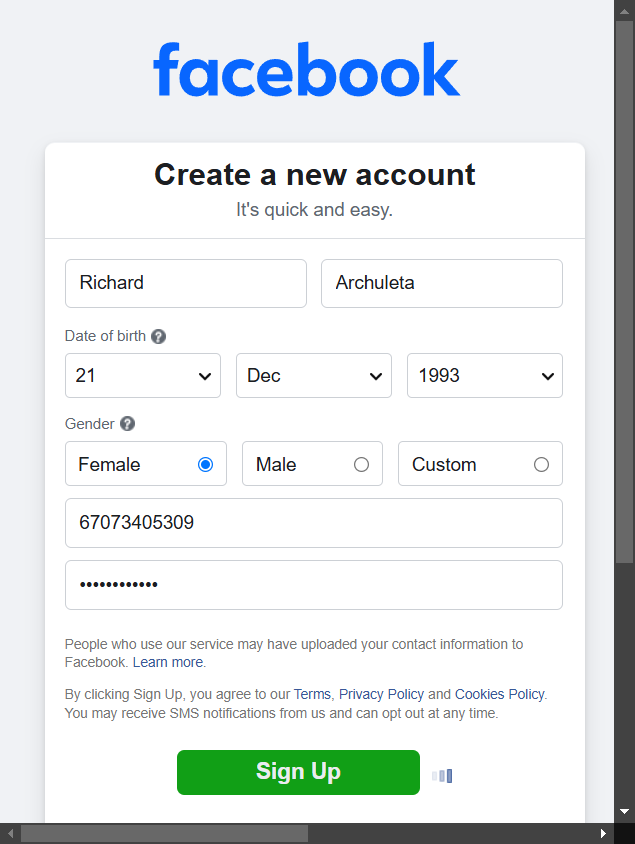 facebook
Create a new account
It's quick and easy.
Richard Archuleta
Date of birth ?
21 Dec 1993
Gender ?
Female Male Custom
67073405309
••••••••••••
People who use our service may have uploaded your contact information to
Facebook. Learn more.
By clicking Sign Up, you agree to our Terms, Privacy Policy and Cookies Policy.
You may receive SMS notifications from us and can opt out at any time.
Sign Up